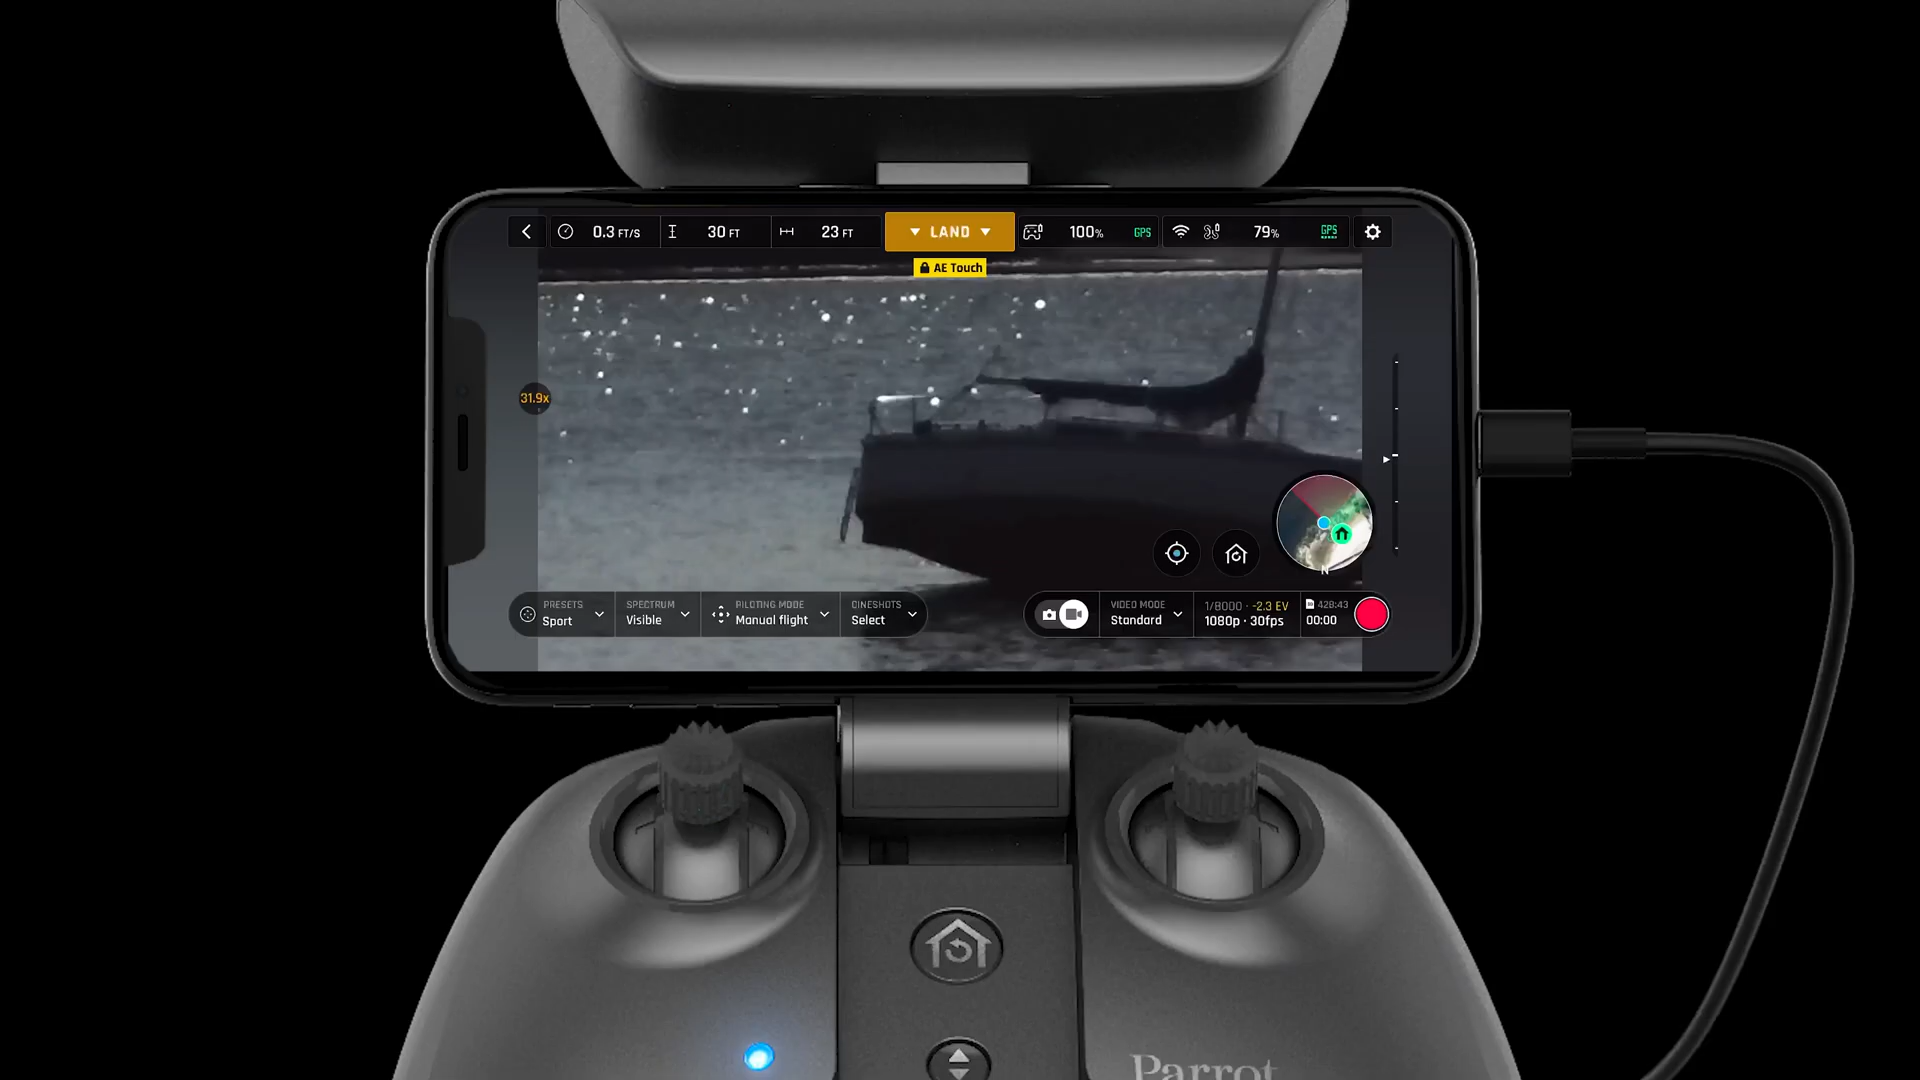 0.3 FT/S
30 FT
23 FT
LAND
100%
GPS
79%
GPS
AE Touch
31.9x
N
PRESETS
Sport
SPECTRUM
Visible
PILOTING MODE
Manual flight
CINESHOTS
Select
VIDEO MODE
Standard
1/8000 · -2.3 EV
1080p · 30fps
428:43
00:00
Parrot